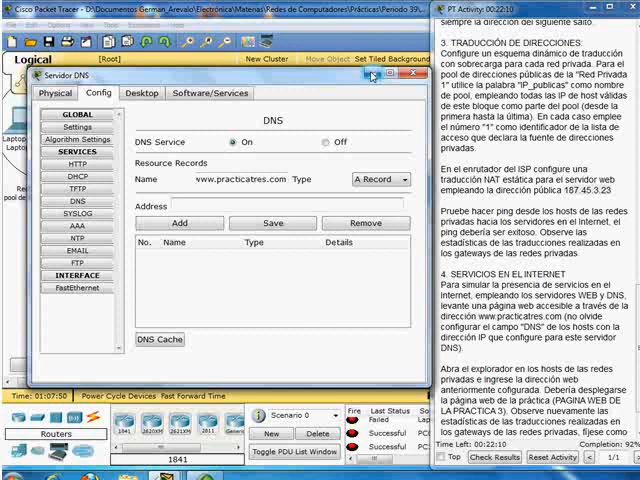 Cisco Packet Tracer - D:\Documentos German_Arevalo\Electrónica\Materias\Redes de Computadores\Prácticas\Periodo 39\
PT Activity: 00:22:10
Logical
[Root]
New Cluster
Move Object
Set Tiled Background
Servidor DNS
Physical
Config
Desktop
Software/Services
GLOBAL
Settings
Algorithm Settings
SERVICES
HTTP
DHCP
TFTP
DNS
SYSLOG
AAA
NTP
EMAIL
FTP
INTERFACE
FastEthernet
DNS
DNS Service
On
Off
Resource Records
Name
www.practicatres.com
Type
A Record
Address
Add
Save
Remove
No.
Name
Type
Details
DNS Cache
Time: 01:07:50
Power Cycle Devices
Fast Forward Time
Routers
1841
2620XM
2621XM
2811
1841
Scenario 0
New
Delete
Toggle PDU List Window
Fire
Last Status
Failed
Successful
Successful
siempre la dirección del siguiente salto
3. TRADUCCIÓN DE DIRECCIONES:
Configure un esquema dinámico de traducción
con sobrecarga para cada red privada. Para el
pool de direcciones públicas de la "Red Privada
1" utilice la palabra "IP_publicas" como nombre
de pool, empleando todas las IP de host válidas
de este bloque como parte del pool (desde la
primera hasta la última). En cada caso emplee
el número "1" como identificador de la lista de
acceso que declara la fuente de direcciones
privadas.
En el enrutador del ISP configure una
traducción NAT estática para el servidor web
empleando la dirección pública 187.45.3.23
Pruebe hacer ping desde los hosts de las redes
privadas hacia los servidores en el Internet, el
ping debería ser exitoso. Observe las
estadísticas de las traducciones realizadas en
los gateways de las redes privadas
4. SERVICIOS EN EL INTERNET
Para simular la presencia de servicios en el
Internet, empleando los servidores WEB y DNS,
levante una página web accesible a través de la
dirección www.practicatres.com (no olvide
configurar el campo "DNS" de los hosts con la
dirección IP que configure para este servidor
DNS).
Abra el explorador en los hosts de las redes
privadas e ingrese la dirección web
anteriormente cofigurada. Debería desplegarse
la página web de la práctica (PAGINA WEB DE
LA PRACTICA 3). Observe nuevamente las
estadísticas de las traducciones realizadas en
los gateways de las redes privadas, fíjese como
Time Left: 00:22:10
Completion: 92%
Top
Check Results
Reset Activity
<
1/1
>